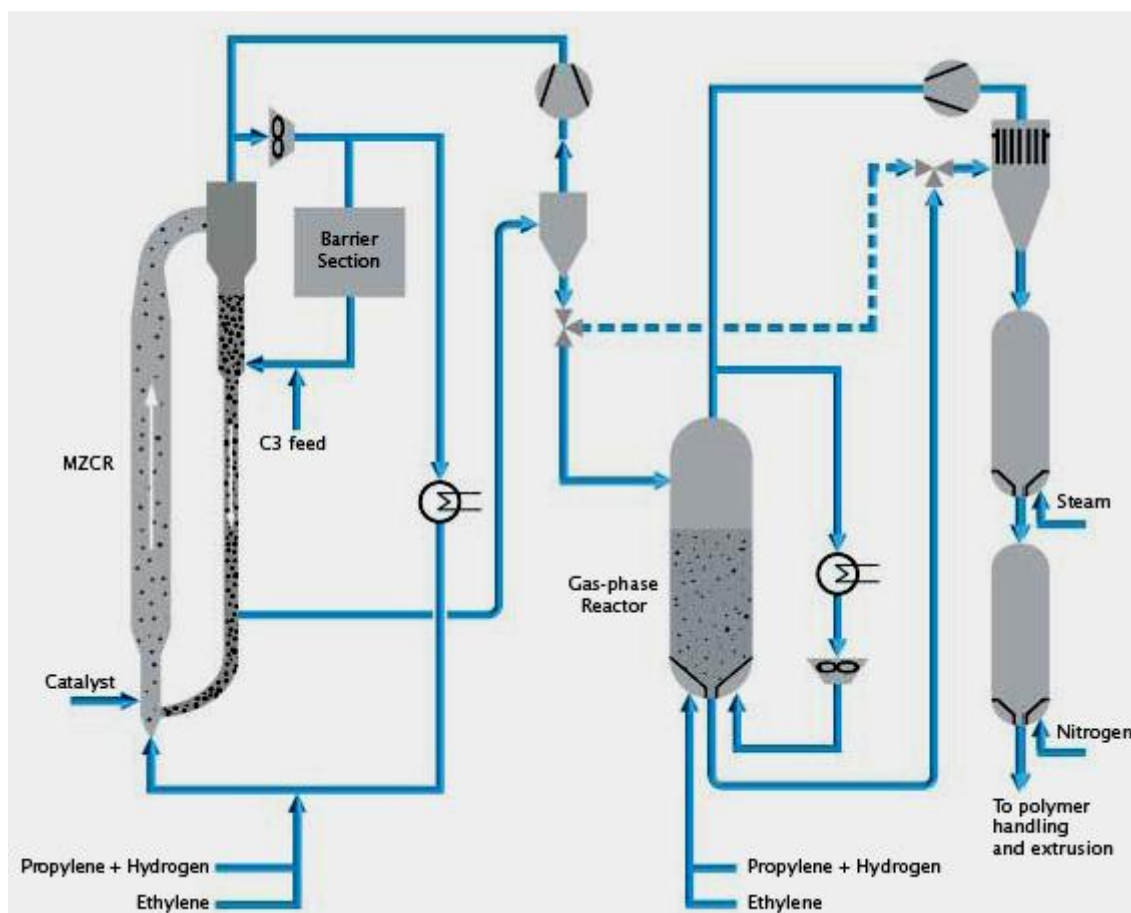 Barrier
Section
C3 feed
MZCR
Steam
Gas-phase
Reactor
Catalyst
Nitrogen
To polymer
handling
and extrusion
Propylene + Hydrogen
Ethylene
Propylene + Hydrogen
Ethylene